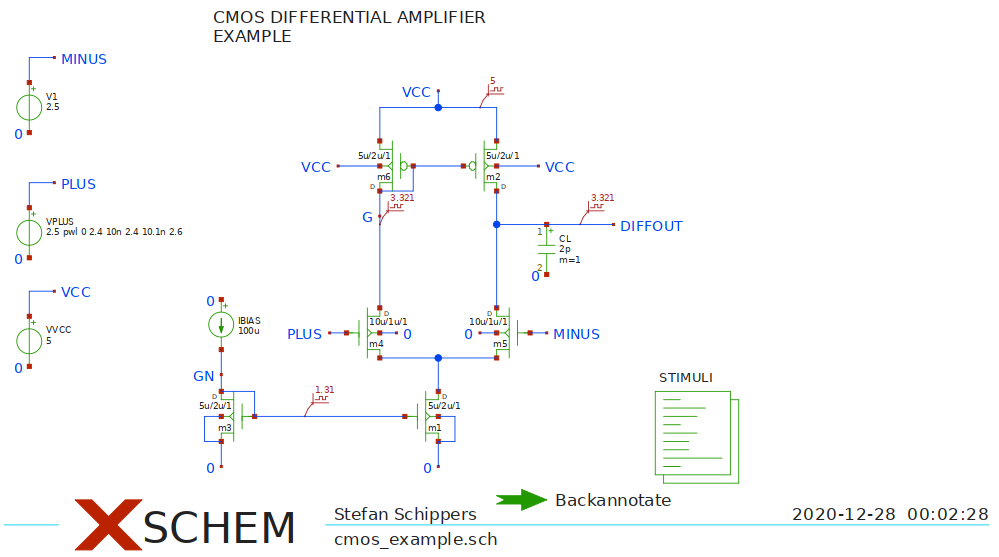 CMOS DIFFERENTIAL AMPLIFIER
EXAMPLE
MINUS
V1
2.5
0
PLUS
VPLUS
2.5 pwl 0 2.4 10n 2.4 10.1n 2.6
0
VCC
VVCC
5
0
VCC
5
5u/2u/1
5u/2u/1
VCC
VCC
m6
m2
D
D
3.321
3.321
G
DIFFOUT
1
CL
2p
m=1
2
0
0
IBIAS
100u
D
D
10u/1u/1
10u/1u/1
PLUS
0
0
MINUS
m4
m5
GN
STIMULI
D
1.31
D
5u/2u/1
5u/2u/1
m3
m1
0
0
Backannotate
XSCHEM
Stefan Schippers
2020-12-28 00:02:28
cmos_example.sch